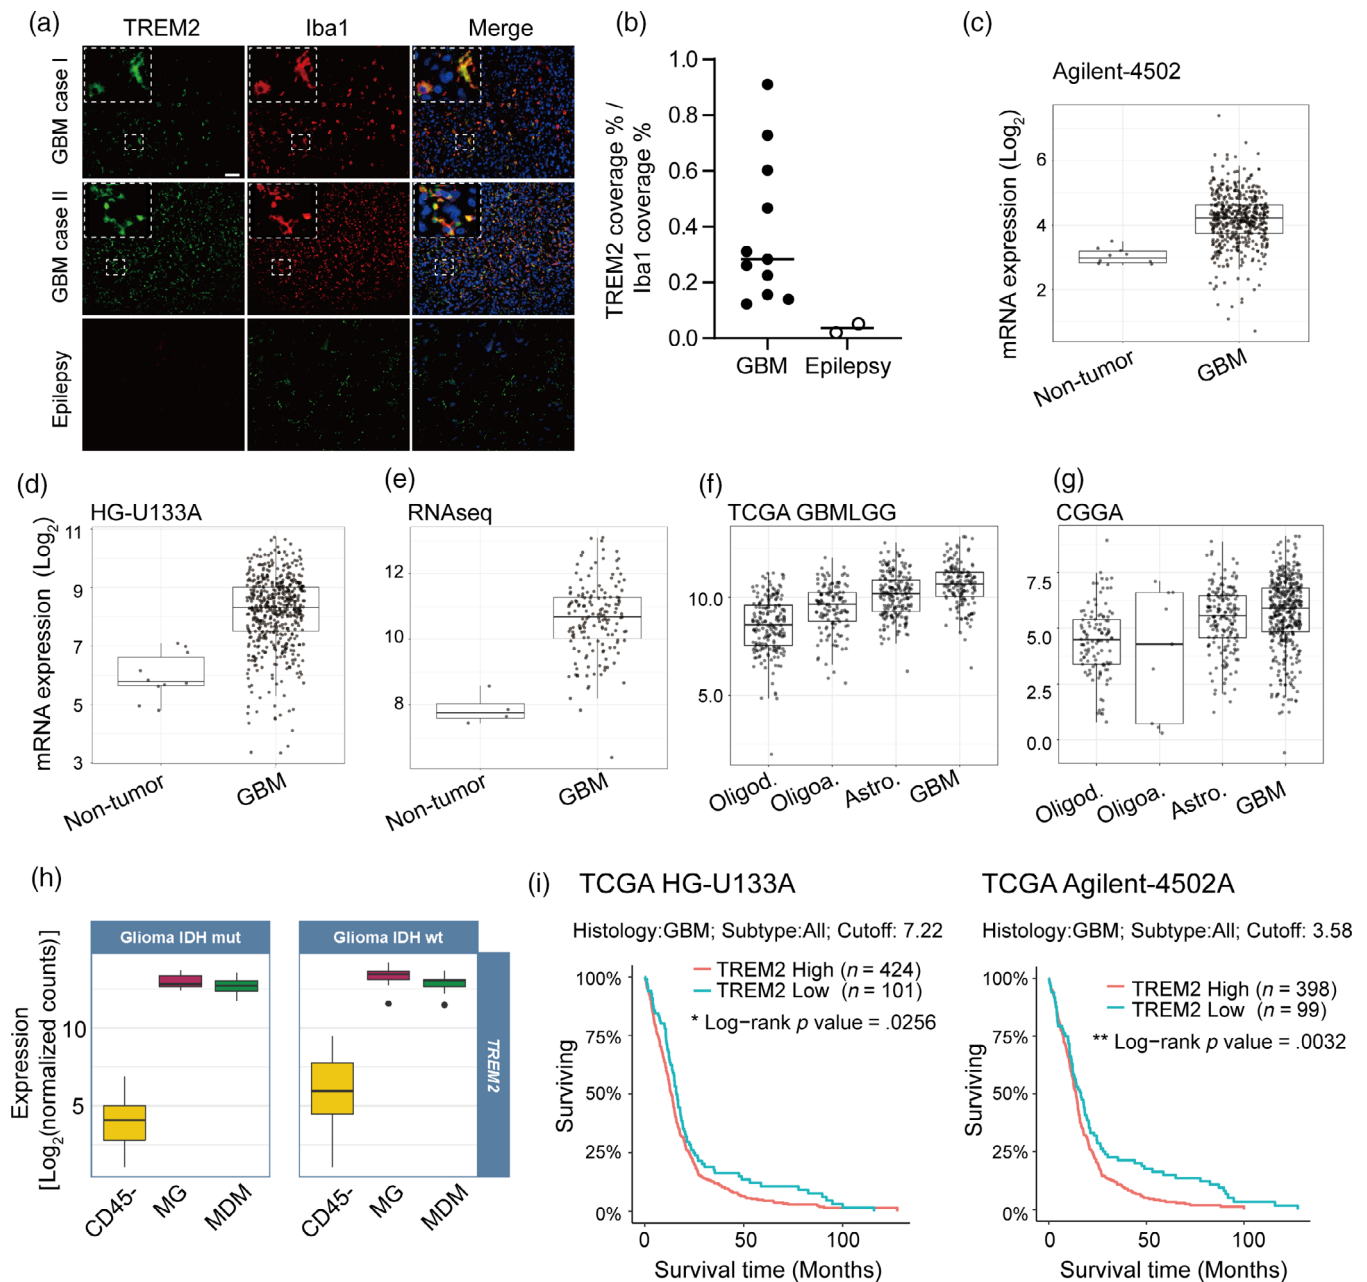 (a)
TREM2 Iba1 Merge
GBM case I
GBM case II
Epilepsy
(b)
TREM2 coverage % /
Iba1 coverage %
1.0
0.8
0.6
0.4
0.2
0.0
GBM Epilepsy
(c)
Agilent-4502
mRNA expression (Log2)
6
4
2
Non-tumor GBM
(d)
HG-U133A
mRNA expression (Log2)
11
9
7
5
3
Non-tumor GBM
(e)
RNAseq
12
10
8
Non-tumor GBM
(f)
TCGA GBMLGG
10.0
5.0
Oligod. Oligoa. Astro. GBM
(g)
CGGA
7.5
5.0
2.5
0.0
Oligod. Oligoa. Astro. GBM
(h)
Glioma IDH mut Glioma IDH wt
Expression
[Log2(normalized counts)]
10
5
TREM2
CD45- MG MDM CD45- MG MDM
(i)
TCGA HG-U133A
Histology:GBM; Subtype:All; Cutoff: 7.22
TREM2 High (n = 424)
TREM2 Low (n = 101)
* Log-rank p value = .0256
Surviving
100%
75%
50%
25%
0%
0 50 100
Survival time (Months)
TCGA Agilent-4502A
Histology:GBM; Subtype:All; Cutoff: 3.58
TREM2 High (n = 398)
TREM2 Low (n = 99)
** Log-rank p value = .0032
Surviving
100%
75%
50%
25%
0%
0 50 100
Survival time (Months)